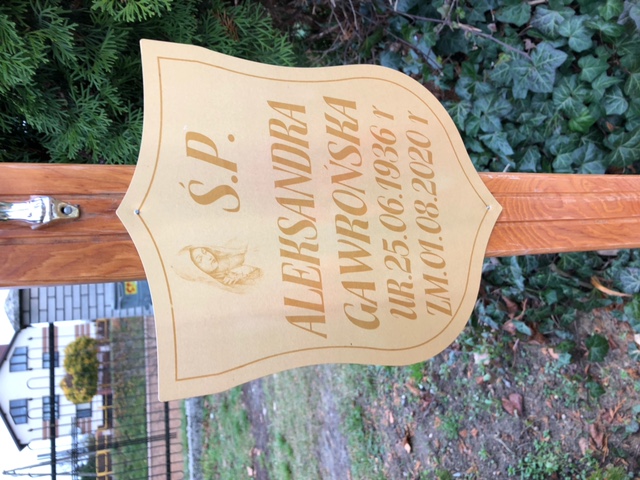 Ś.P.
ALEKSANDRA
GAWROŃSKA
UR.25.06.1936 r
ZM.01.08.2020 r